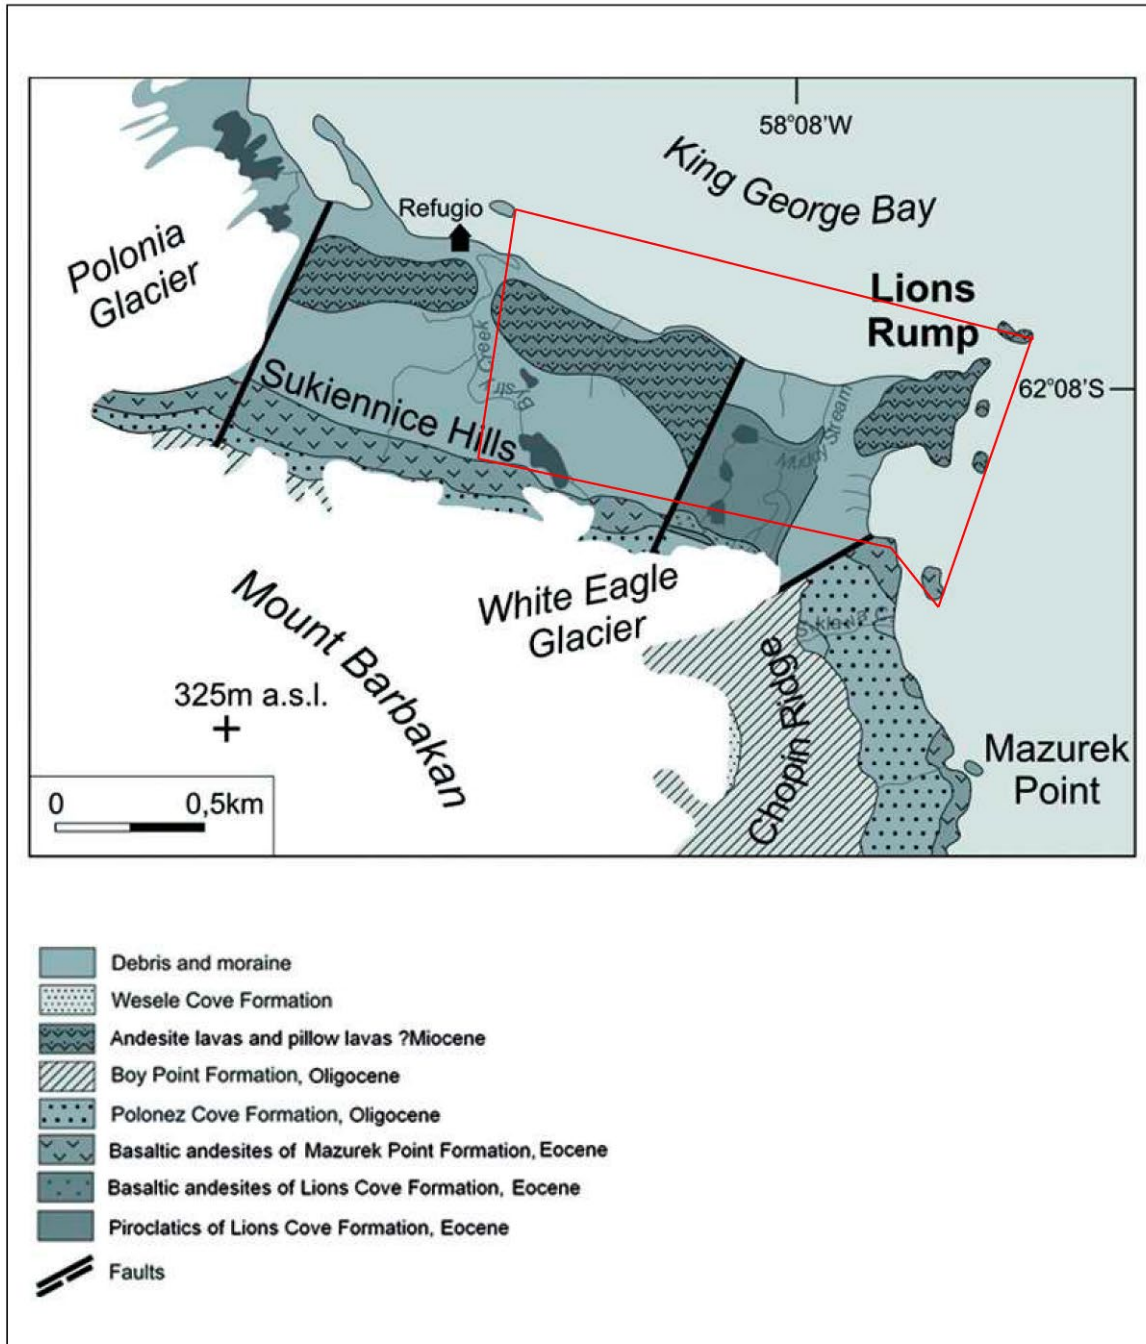 58°08'W
King George Bay
Refugio
Polonia
Glacier
Lions
Rump
62°08'S
Bystry Creek
Sukiennice Hills
Muddy Stream
White Eagle
Glacier
Mount Barbakan
325m a.s.l.
Chopin Ridge
Mazurek
Point
0 0,5km
Debris and moraine
Wesele Cove Formation
Andesite lavas and pillow lavas ?Miocene
Boy Point Formation, Oligocene
Polonez Cove Formation, Oligocene
Basaltic andesites of Mazurek Point Formation, Eocene
Basaltic andesites of Lions Cove Formation, Eocene
Piroclatics of Lions Cove Formation, Eocene
Faults